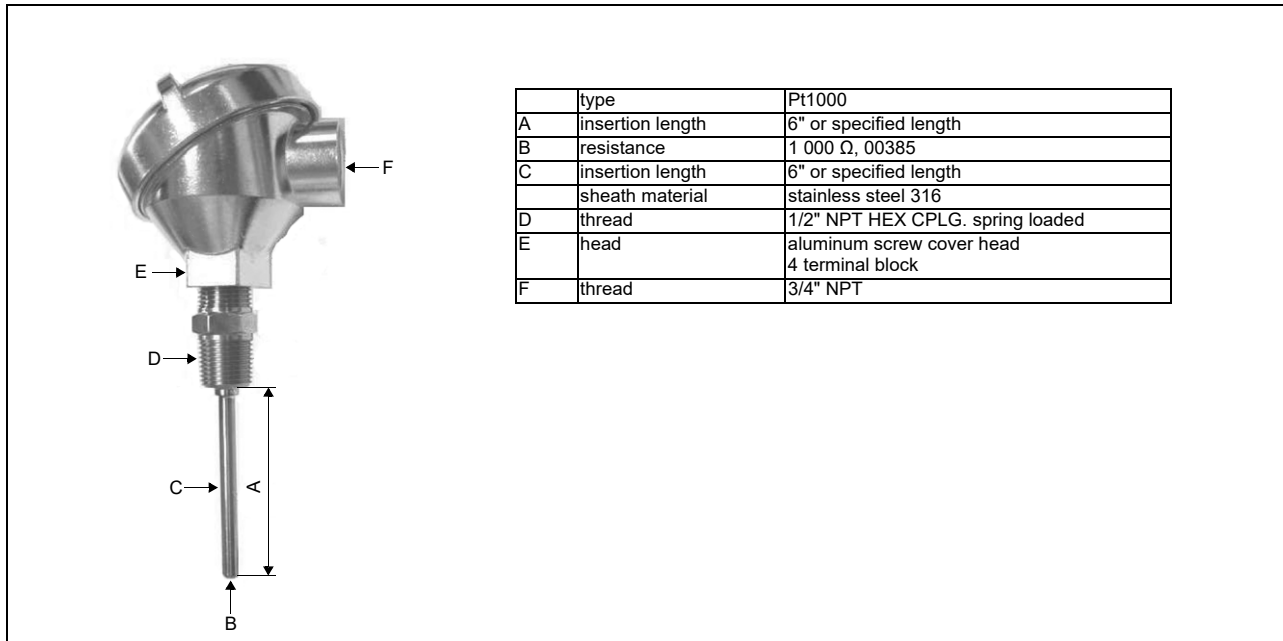 type Pt1000
A insertion length 6" or specified length
B resistance 1 000 Ω, 00385
C insertion length 6" or specified length
sheath material stainless steel 316
D thread 1/2" NPT HEX CPLG. spring loaded
E head aluminum screw cover head
4 terminal block
F thread 3/4" NPT
F
E
D
C
A
B